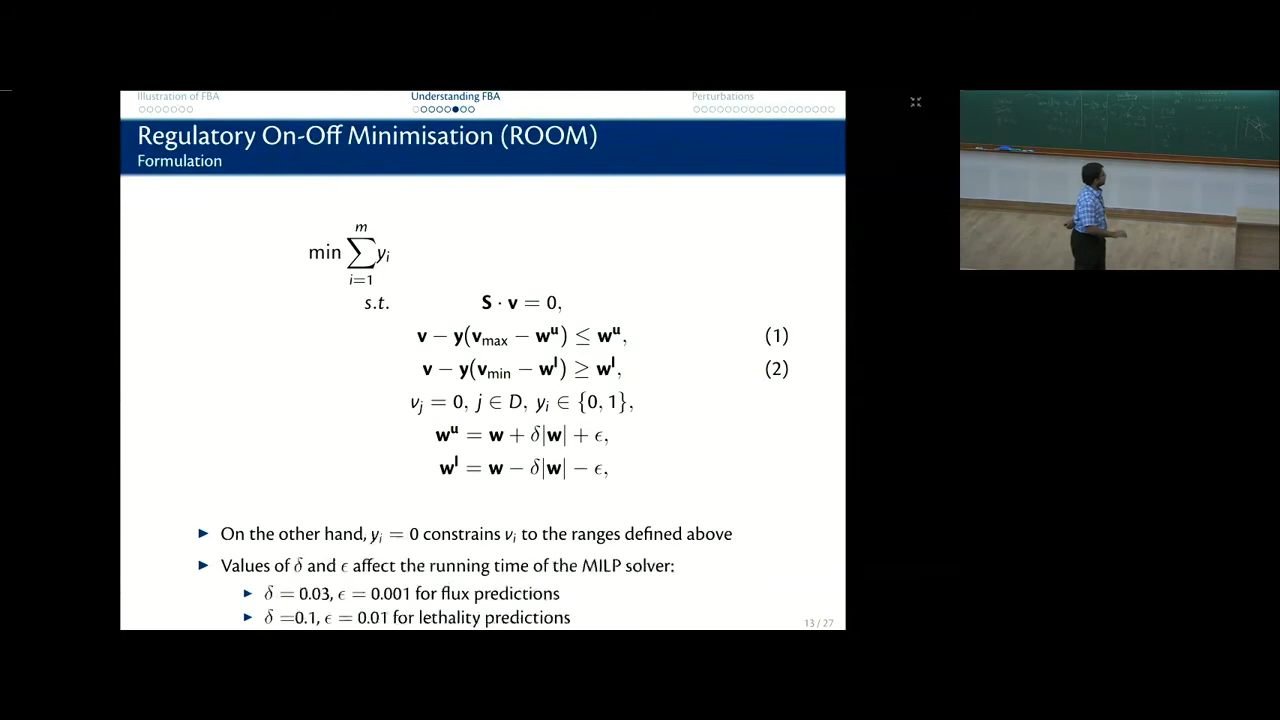 Illustration of FBA Understanding FBA Perturbations
Regulatory On-Off Minimisation (ROOM)
Formulation
min ∑_{i=1}^{m} y_i
s.t. S · v = 0,
v − y(v_max − w^u) ≤ w^u, (1)
v − y(v_min − w^l) ≥ w^l, (2)
v_j = 0, j ∈ D, y_i ∈ {0, 1},
w^u = w + δ|w| + ϵ,
w^l = w − δ|w| − ϵ,
► On the other hand, y_i = 0 constrains v_i to the ranges defined above
► Values of δ and ϵ affect the running time of the MILP solver:
► δ = 0.03, ϵ = 0.001 for flux predictions
► δ =0.1, ϵ = 0.01 for lethality predictions
13 / 27